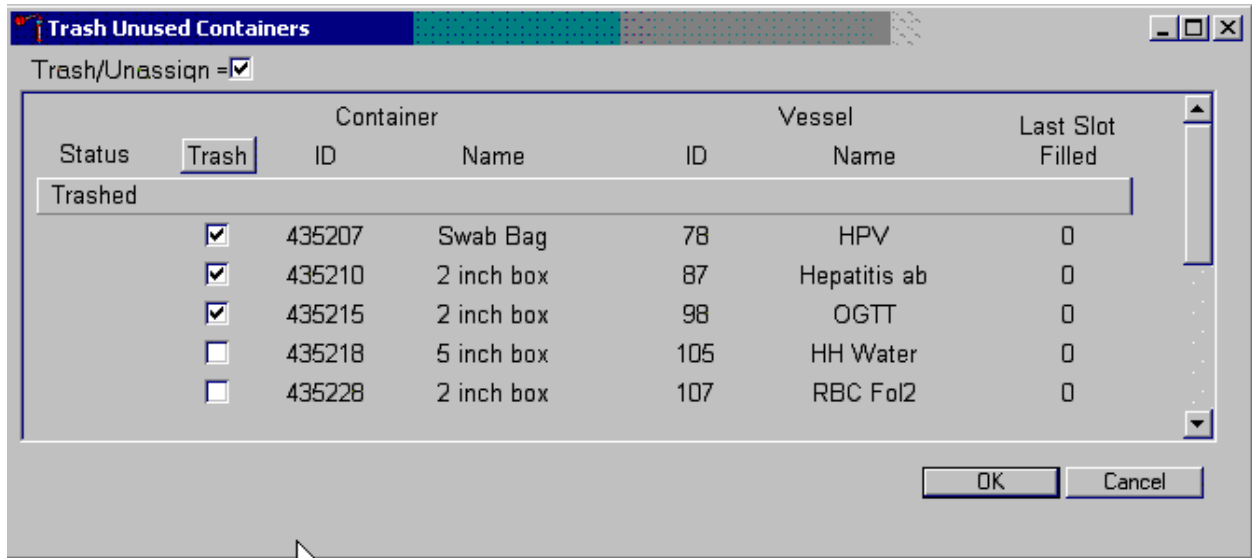 Trash Unused Containers
Trash/Unassign =
Container Vessel Last Slot
Status Trash ID Name ID Name Filled
Trashed
435207 Swab Bag 78 HPV 0
435210 2 inch box 87 Hepatitis ab 0
435215 2 inch box 98 OGTT 0
435218 5 inch box 105 HH Water 0
435228 2 inch box 107 RBC Fol2 0
OK Cancel